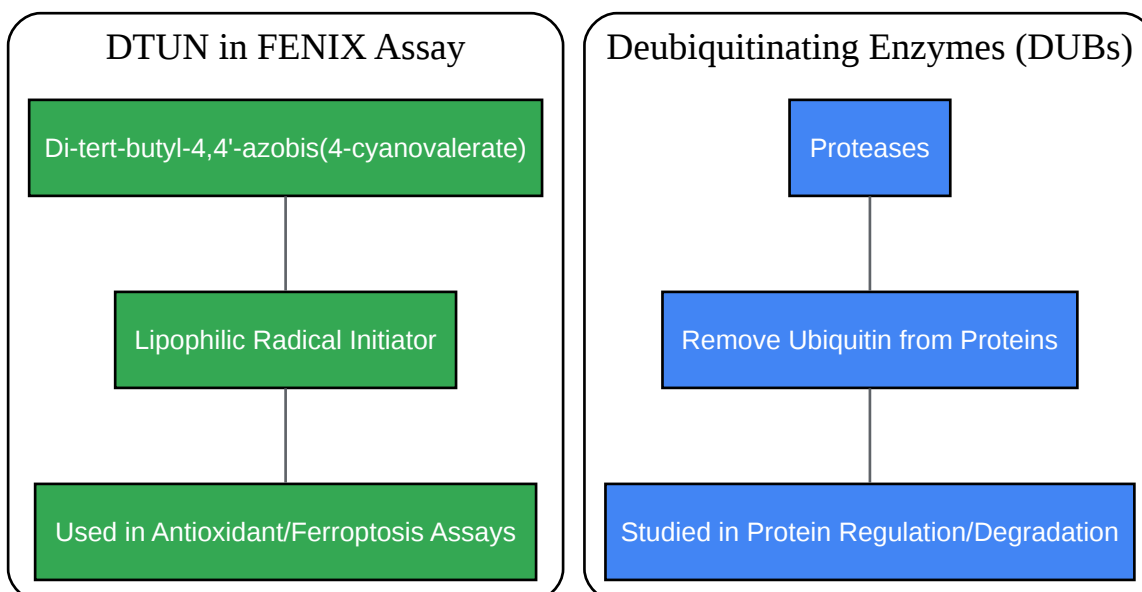 DTUN in FENIX Assay
Di-tert-butyl-4,4'-azobis(4-cyanovalerate)
Lipophilic Radical Initiator
Used in Antioxidant/Ferroptosis Assays
Deubiquitinating Enzymes (DUBs)
Proteases
Remove Ubiquitin from Proteins
Studied in Protein Regulation/Degradation